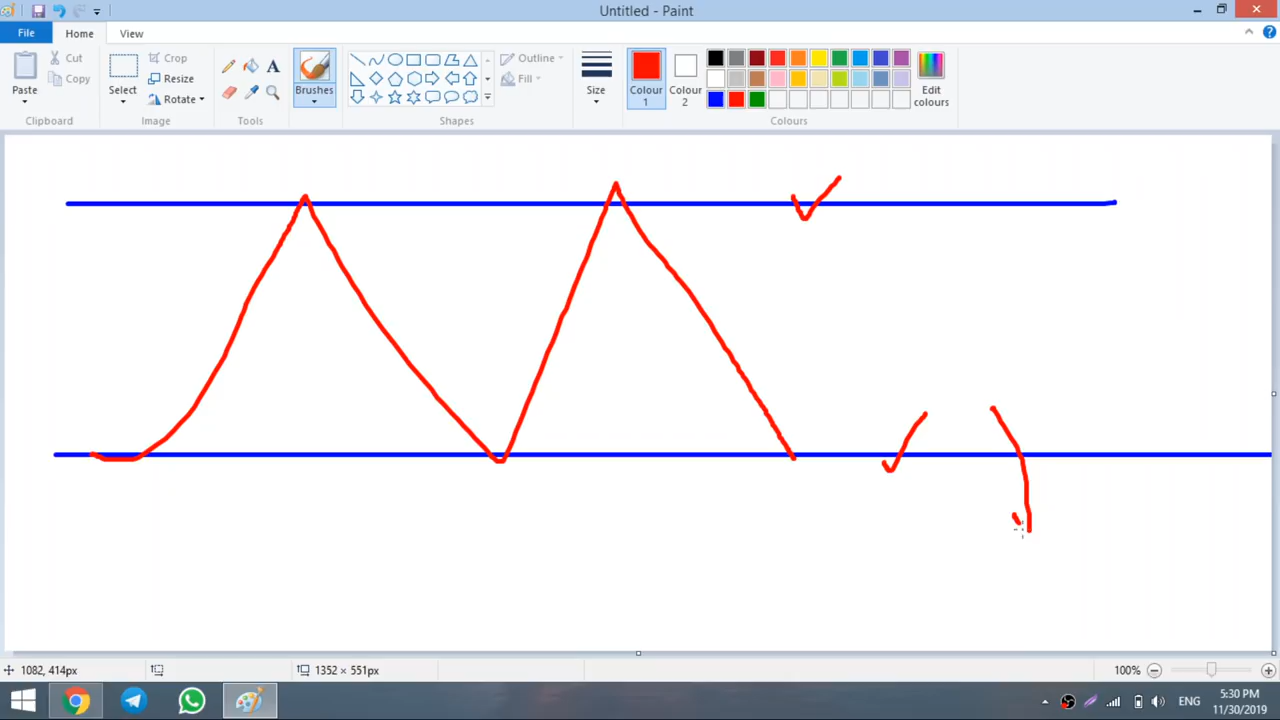 Untitled - Paint
File Home View
Cut Crop Outline
Paste Copy Select Resize Rotate Brushes Fill Size Colour 1 Colour 2 Edit colours
Clipboard Image Tools Shapes Colours
1082, 414px 1352 × 551px 100%
ENG 5:30 PM
11/30/2019